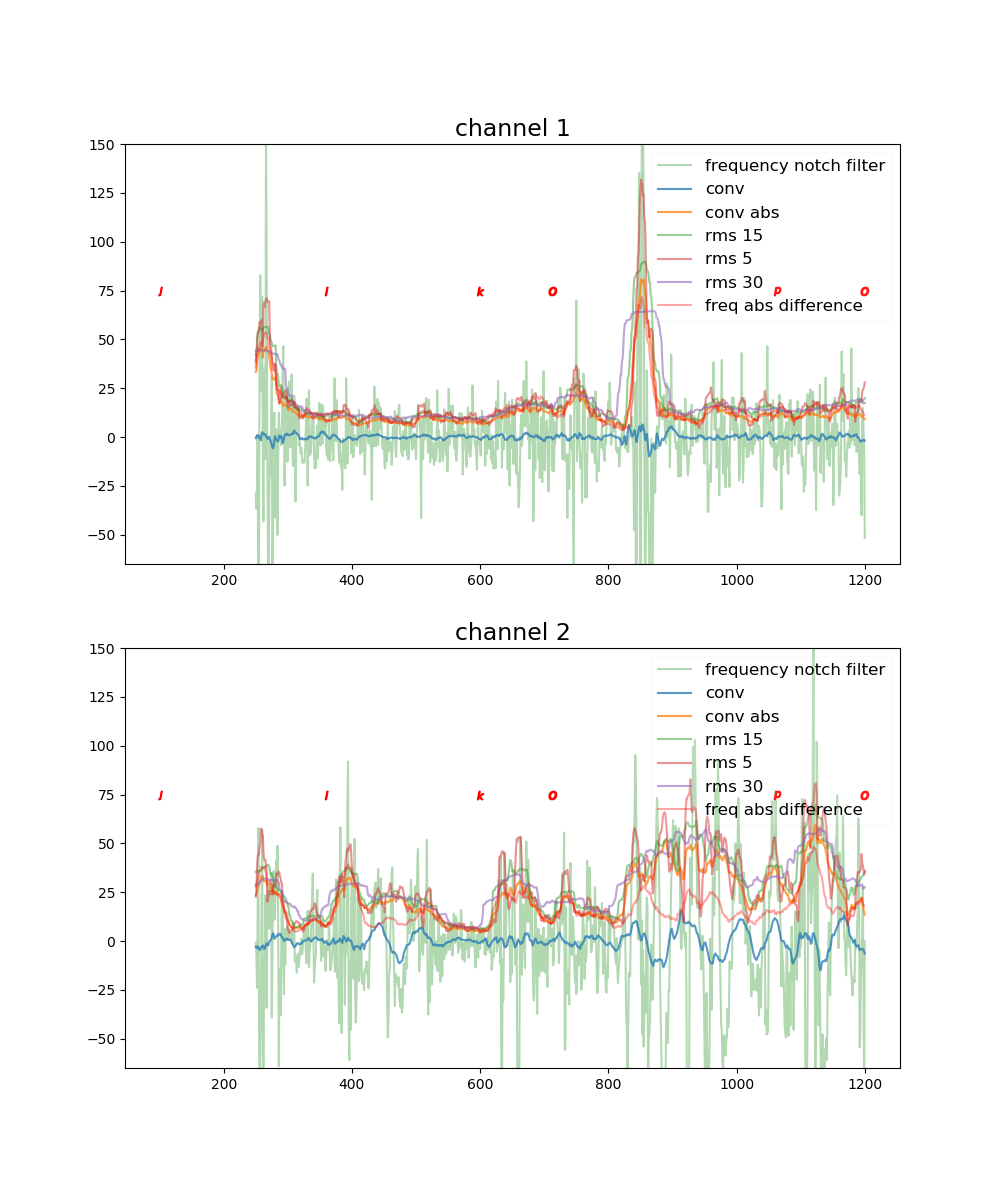 channel 1
150
125
100
75
50
25
0
−25
−50
frequency notch filter
conv
conv abs
rms 15
rms 5
rms 30
freq abs difference
J I k O p O
200 400 600 800 1000 1200
channel 2
150
125
100
75
50
25
0
−25
−50
frequency notch filter
conv
conv abs
rms 15
rms 5
rms 30
freq abs difference
J I k O p O
200 400 600 800 1000 1200